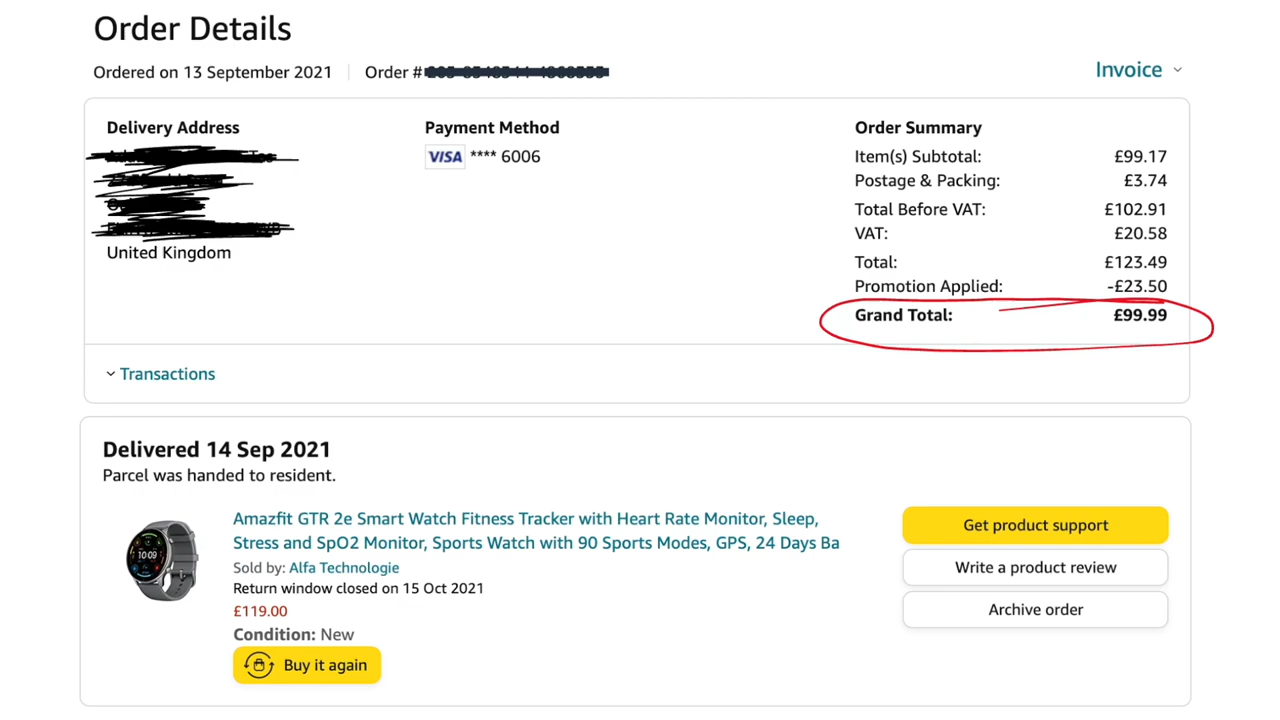 Order Details
Ordered on 13 September 2021 Order #
Invoice
Delivery Address
United Kingdom
Payment Method
VISA **** 6006
Order Summary
Item(s) Subtotal: £99.17
Postage & Packing: £3.74
Total Before VAT: £102.91
VAT: £20.58
Total: £123.49
Promotion Applied: -£23.50
Grand Total: £99.99
Transactions
Delivered 14 Sep 2021
Parcel was handed to resident.
10:09
Amazfit GTR 2e Smart Watch Fitness Tracker with Heart Rate Monitor, Sleep,
Stress and SpO2 Monitor, Sports Watch with 90 Sports Modes, GPS, 24 Days Ba
Sold by: Alfa Technologie
Return window closed on 15 Oct 2021
£119.00
Condition: New
Buy it again
Get product support
Write a product review
Archive order